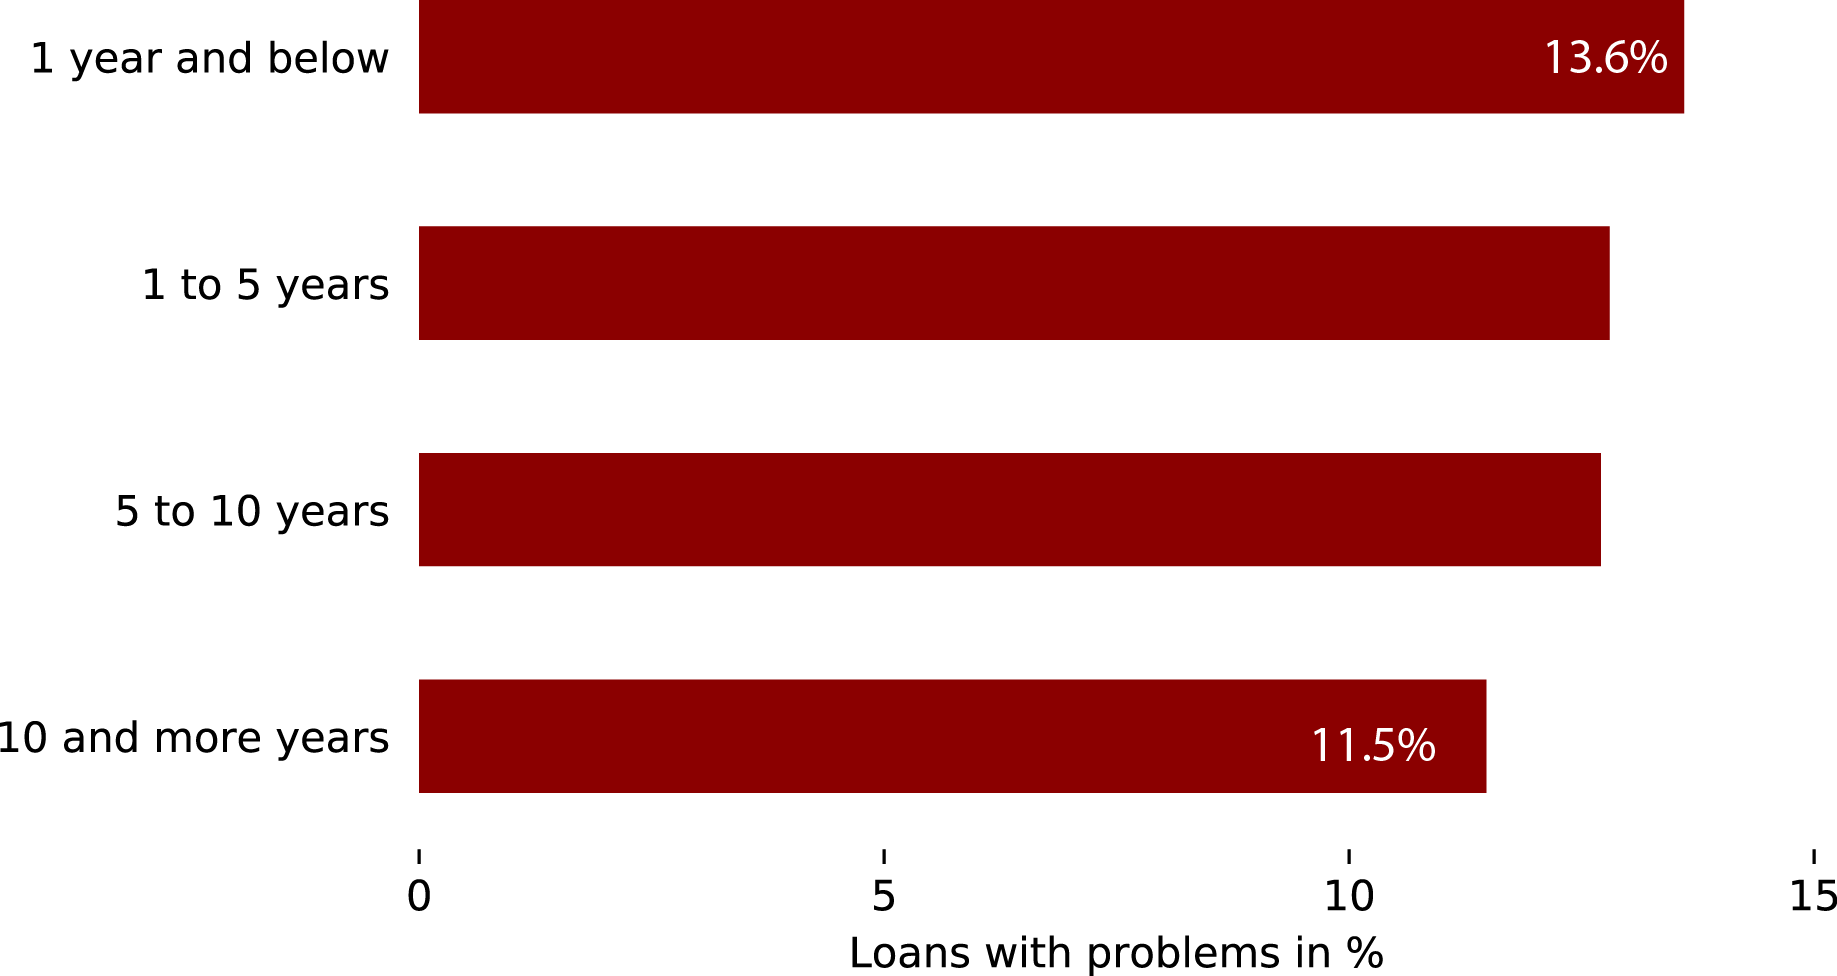 1 year and below
13.6%
1 to 5 years
5 to 10 years
10 and more years
11.5%
0 5 10 15
Loans with problems in %